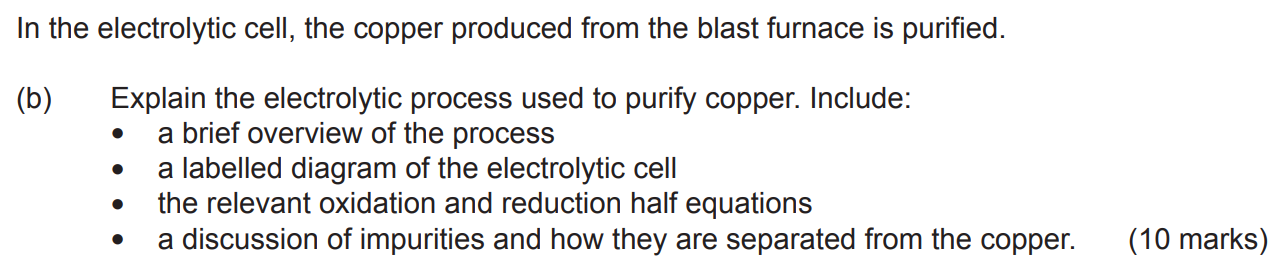 In the electrolytic cell, the copper produced from the blast furnace is purified.
(b) Explain the electrolytic process used to purify copper. Include:
• a brief overview of the process
• a labelled diagram of the electrolytic cell
• the relevant oxidation and reduction half equations
• a discussion of impurities and how they are separated from the copper. (10 marks)